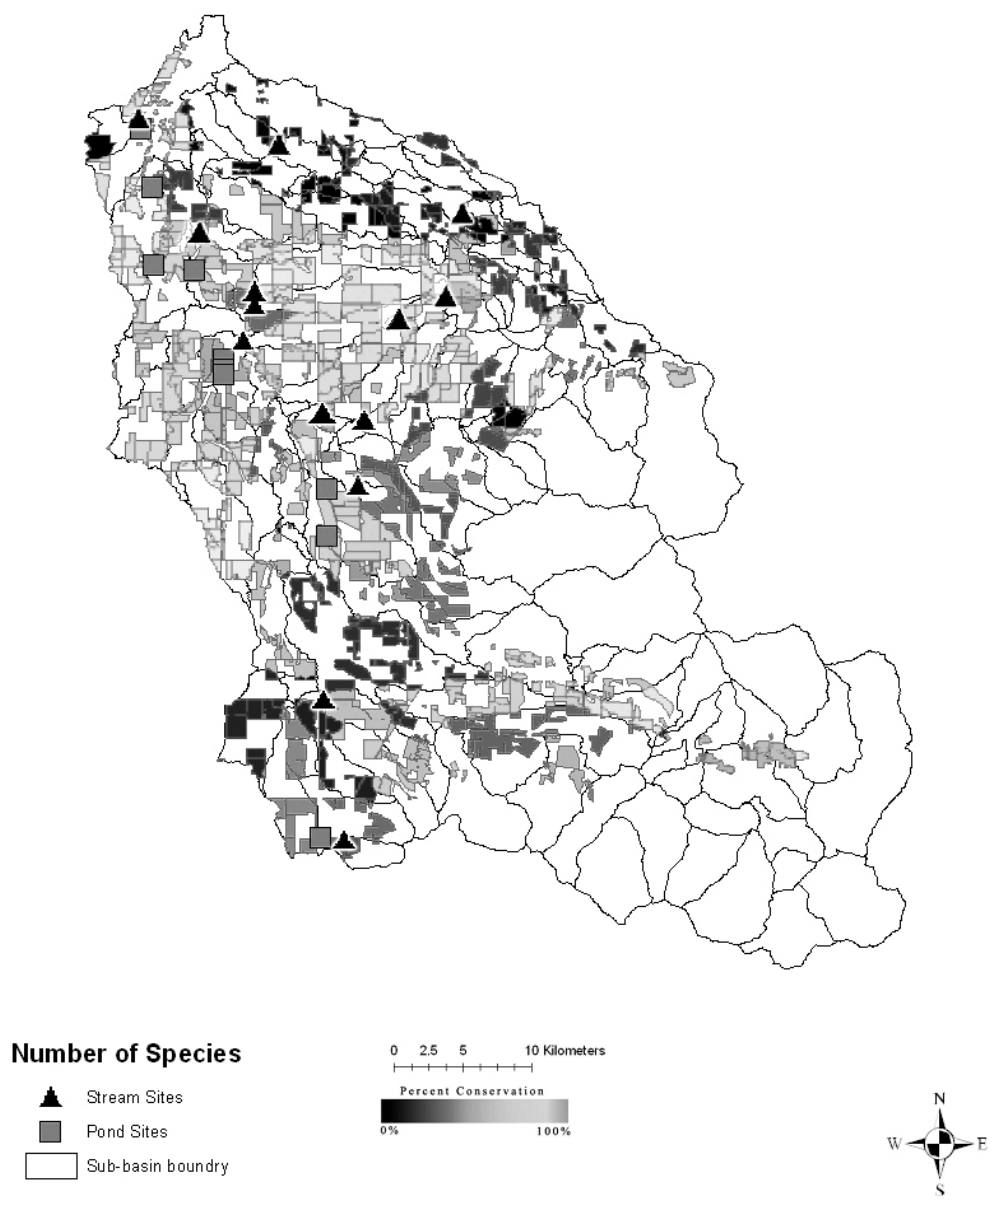 Number of Species
Stream Sites
Pond Sites
Sub-basin boundry
0 2.5 5 10 Kilometers
Percent Conservation
0% 100%
N
W E
S